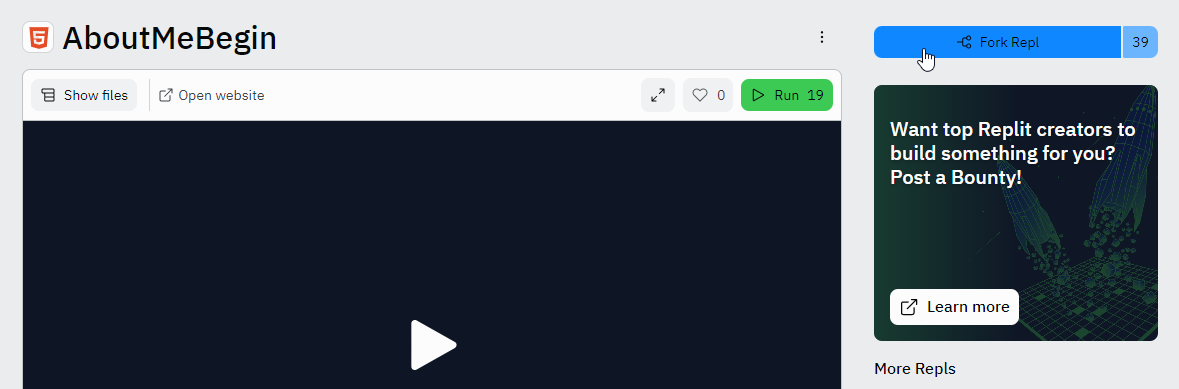 AboutMeBegin
Fork Repl 39
Show files Open website 0 Run 19
Want top Replit creators to
build something for you?
Post a Bounty!
Learn more
More Repls